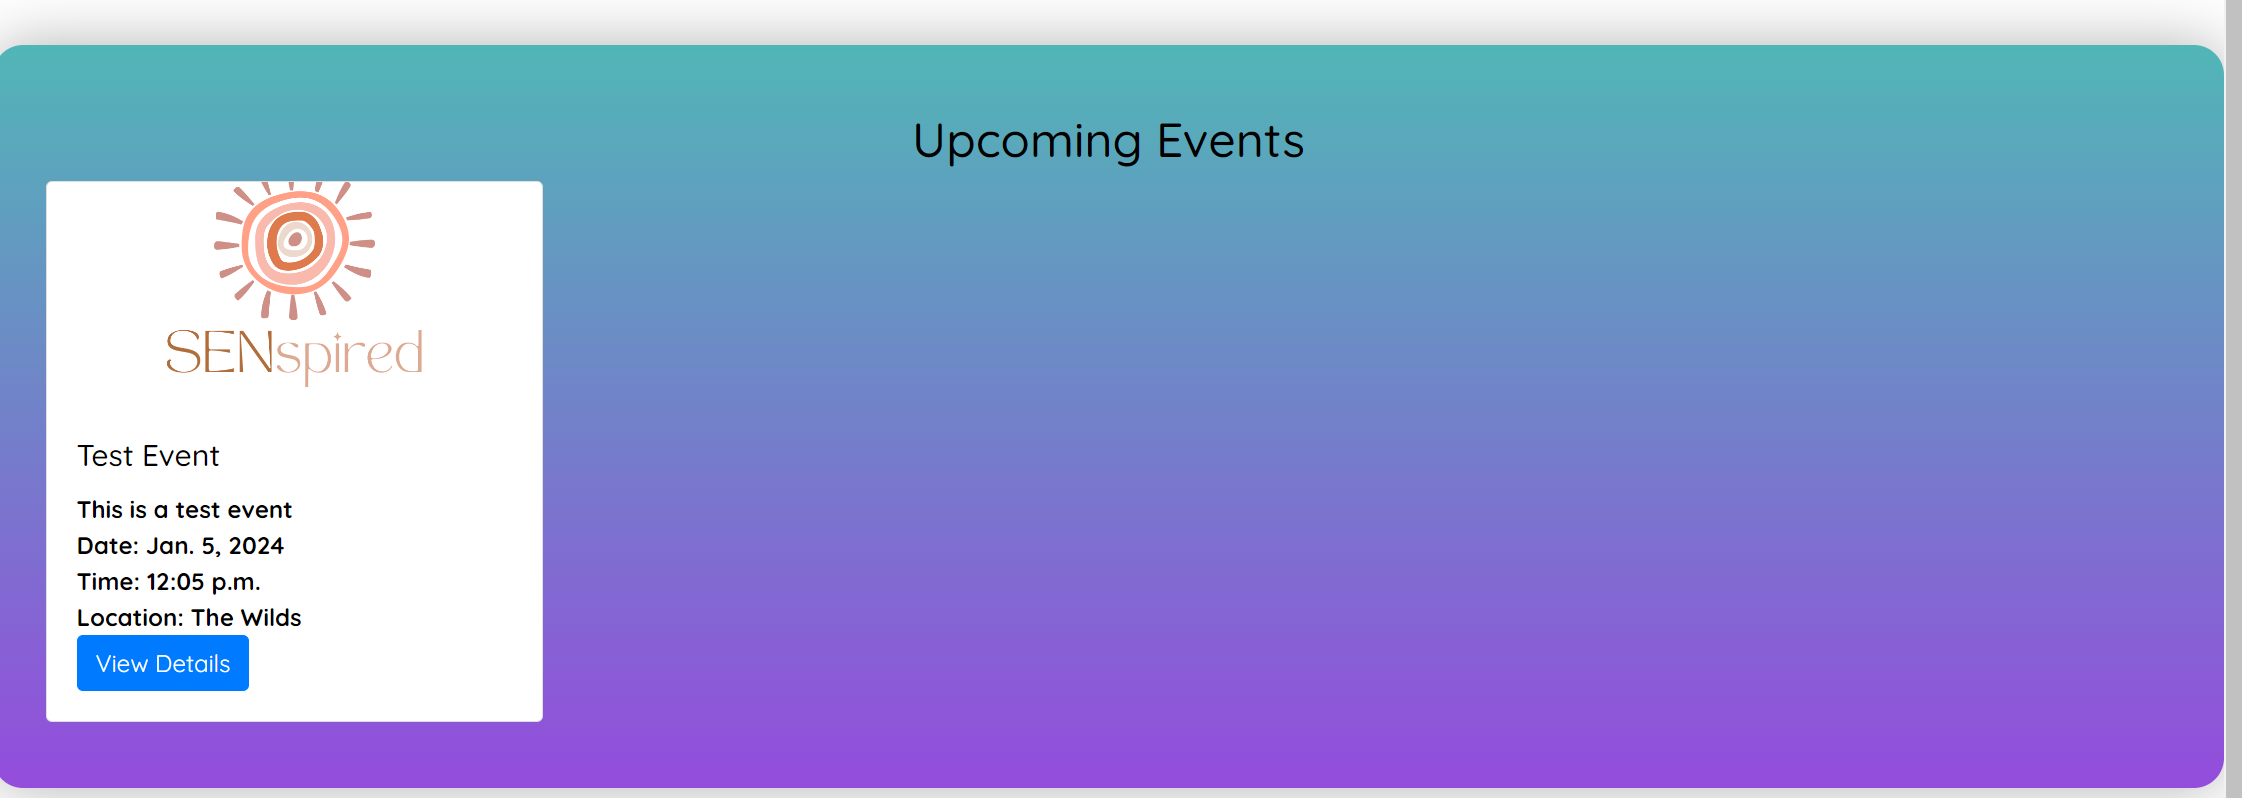 Upcoming Events
SENspired
Test Event
This is a test event
Date: Jan. 5, 2024
Time: 12:05 p.m.
Location: The Wilds
View Details